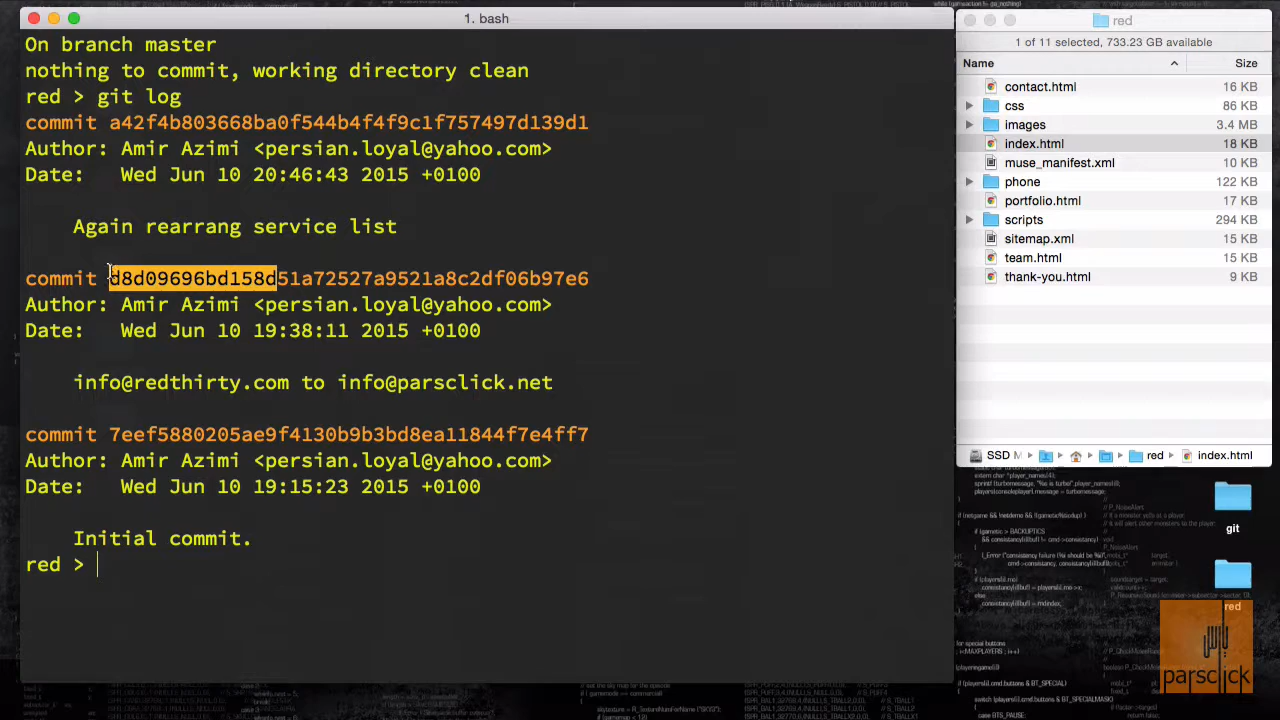 1. bash
On branch master
nothing to commit, working directory clean
red > git log
commit a42f4b803668ba0f544b4f4f9c1f757497d139d1
Author: Amir Azimi <persian.loyal@yahoo.com>
Date:   Wed Jun 10 20:46:43 2015 +0100
Again rearrang service list
commit d8d09696bd158d51a72527a9521a8c2df06b97e6
Author: Amir Azimi <persian.loyal@yahoo.com>
Date:   Wed Jun 10 19:38:11 2015 +0100
info@redthirty.com to info@parsclick.net
commit 7eef5880205ae9f4130b9b3bd8ea11844f7e4ff7
Author: Amir Azimi <persian.loyal@yahoo.com>
Date:   Wed Jun 10 19:15:23 2015 +0100
Initial commit.
red >
red
1 of 11 selected, 733.23 GB available
Name Size
contact.html 16 KB
css 86 KB
images 3.4 MB
index.html 18 KB
muse_manifest.xml 10 KB
phone 122 KB
portfolio.html 17 KB
scripts 294 KB
sitemap.xml 15 KB
team.html 15 KB
thank-you.html 9 KB
SSD red index.html
git
red
پارس
parsclick